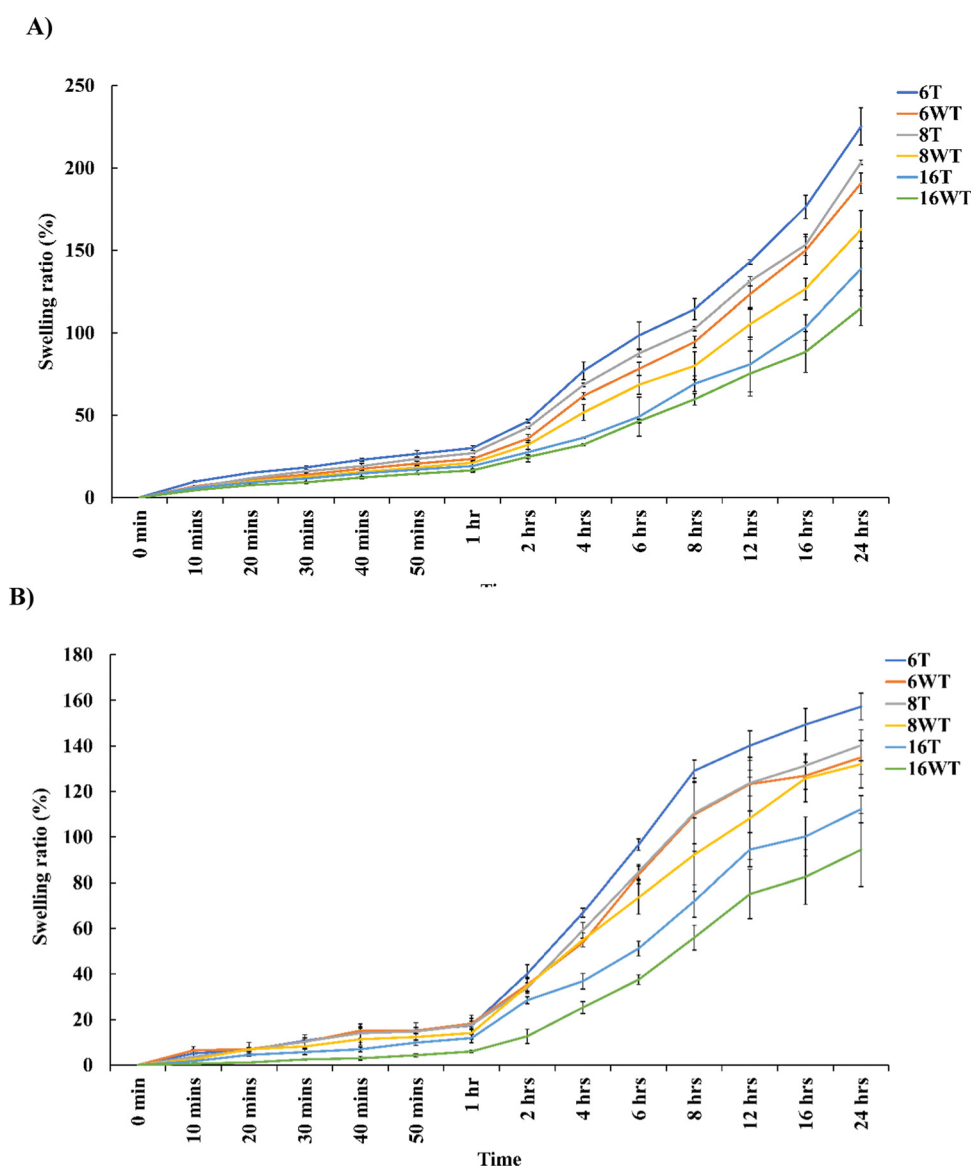 A)
Swelling ratio (%)
250
200
150
100
50
0
0 min
10 mins
20 mins
30 mins
40 mins
50 mins
1 hr
2 hrs
4 hrs
6 hrs
8 hrs
12 hrs
16 hrs
24 hrs
6T
6WT
8T
8WT
16T
16WT
B)
Swelling ratio (%)
180
160
140
120
100
80
60
40
20
0
0 min
10 mins
20 mins
30 mins
40 mins
50 mins
1 hr
2 hrs
4 hrs
6 hrs
8 hrs
12 hrs
16 hrs
24 hrs
Time
6T
6WT
8T
8WT
16T
16WT